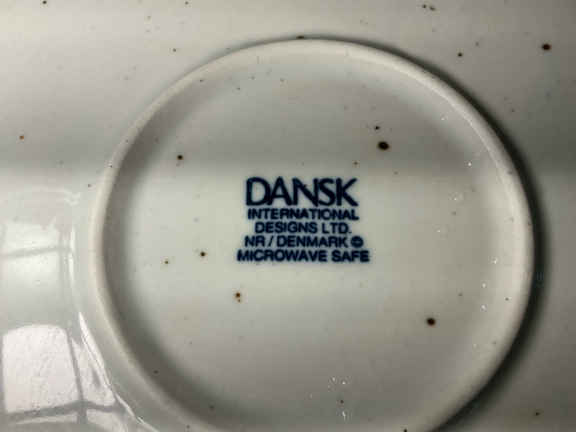 DANSK
INTERNATIONAL
DESIGNS LTD.
NR / DENMARK ©
MICROWAVE SAFE